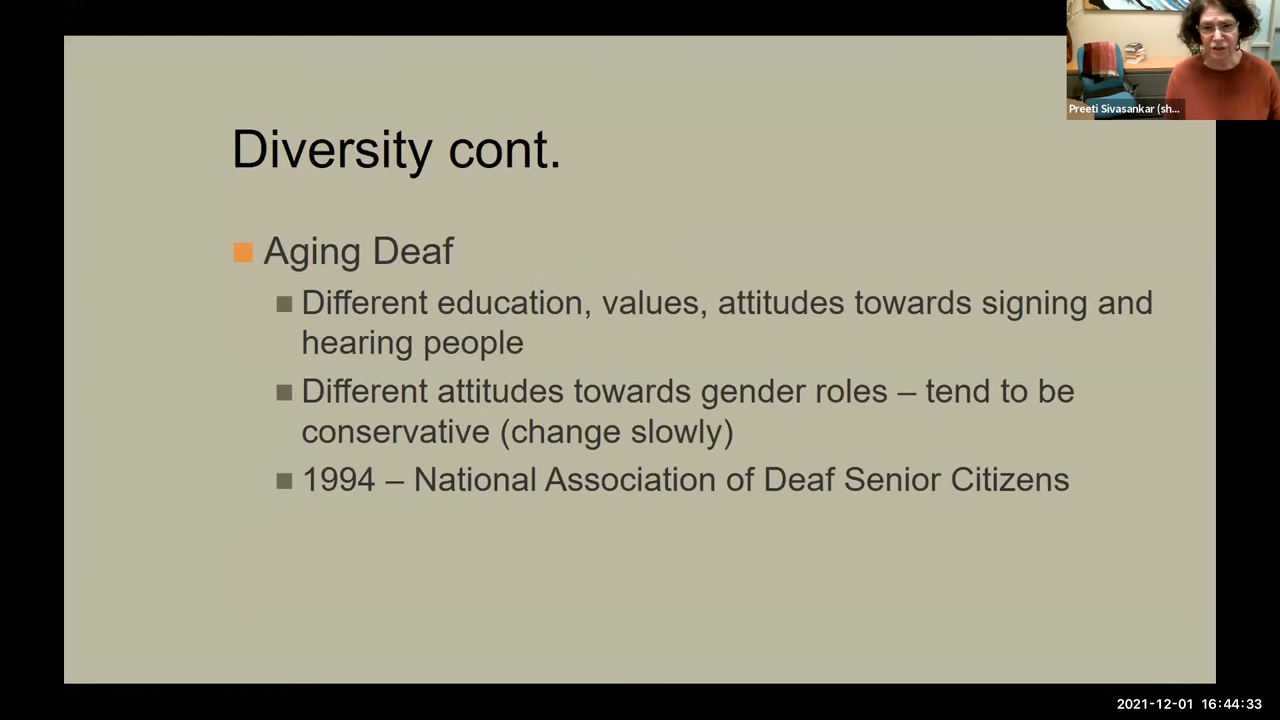 Preeti Sivasankar (sh...
Diversity cont.
Aging Deaf
Different education, values, attitudes towards signing and
hearing people
Different attitudes towards gender roles – tend to be
conservative (change slowly)
1994 – National Association of Deaf Senior Citizens
2021-12-01 16:44:33